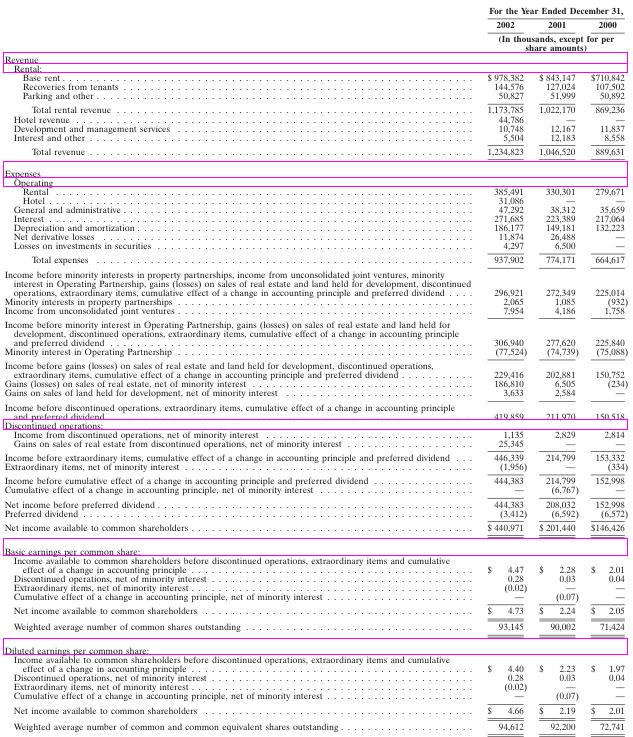 For the Year Ended December 31,
2002 2001 2000
(In thousands, except for per
share amounts)
Revenue
Rental:
Base rent $ 978,382 $ 843,147 $710,842
Recoveries from tenants 144,576 127,024 107,502
Parking and other 50,827 51,999 50,892
Total rental revenue 1,173,785 1,022,170 869,236
Hotel revenue 44,786 — —
Development and management services 10,748 12,167 11,837
Interest and other 5,504 12,183 8,558
Total revenue 1,234,823 1,046,520 889,631
Expenses
Operating
Rental 385,491 330,301 279,671
Hotel 31,086 — —
General and administrative 47,292 38,312 35,659
Interest 271,685 223,389 217,064
Depreciation and amortization 186,177 149,181 132,223
Net derivative losses 11,874 26,488 —
Losses on investments in securities 4,297 6,500 —
Total expenses 937,902 774,171 664,617
Income before minority interests in property partnerships, income from unconsolidated joint ventures, minority
interest in Operating Partnership, gains (losses) on sales of real estate and land held for development, discontinued
operations, extraordinary items, cumulative effect of a change in accounting principle and preferred dividend 296,921 272,349 225,014
Minority interests in property partnerships 2,065 1,085 (932)
Income from unconsolidated joint ventures 7,954 4,186 1,758
Income before minority interest in Operating Partnership, gains (losses) on sales of real estate and land held for
development, discontinued operations, extraordinary items, cumulative effect of a change in accounting principle
and preferred dividend 306,940 277,620 225,840
Minority interest in Operating Partnership (77,524) (74,739) (75,088)
Income before gains (losses) on sales of real estate and land held for development, discontinued operations,
extraordinary items, cumulative effect of a change in accounting principle and preferred dividend 229,416 202,881 150,752
Gains (losses) on sales of real estate, net of minority interest 186,810 6,505 (234)
Gains on sales of land held for development, net of minority interest 3,633 2,584 —
Income before discontinued operations, extraordinary items, cumulative effect of a change in accounting principle
and preferred dividend 419,859 211,970 150,518
Discontinued operations:
Income from discontinued operations, net of minority interest 1,135 2,829 2,814
Gains on sales of real estate from discontinued operations, net of minority interest 25,345 — —
Income before extraordinary items, cumulative effect of a change in accounting principle and preferred dividend 446,339 214,799 153,332
Extraordinary items, net of minority interest (1,956) — (334)
Income before cumulative effect of a change in accounting principle and preferred dividend 444,383 214,799 152,998
Cumulative effect of a change in accounting principle, net of minority interest — (6,767) —
Net income before preferred dividend 444,383 208,032 152,998
Preferred dividend (3,412) (6,592) (6,572)
Net income available to common shareholders $ 440,971 $ 201,440 $146,426
Basic earnings per common share:
Income available to common shareholders before discontinued operations, extraordinary items and cumulative
effect of a change in accounting principle $ 4.47 $ 2.28 $ 2.01
Discontinued operations, net of minority interest 0.28 0.03 0.04
Extraordinary items, net of minority interest (0.02) — —
Cumulative effect of a change in accounting principle, net of minority interest — (0.07) —
Net income available to common shareholders $ 4.73 $ 2.24 $ 2.05
Weighted average number of common shares outstanding 93,145 90,002 71,424
Diluted earnings per common share:
Income available to common shareholders before discontinued operations, extraordinary items and cumulative
effect of a change in accounting principle $ 4.40 $ 2.23 $ 1.97
Discontinued operations, net of minority interest 0.28 0.03 0.04
Extraordinary items, net of minority interest (0.02) — —
Cumulative effect of a change in accounting principle, net of minority interest — (0.07) —
Net income available to common shareholders $ 4.66 $ 2.19 $ 2.01
Weighted average number of common and common equivalent shares outstanding 94,612 92,200 72,741